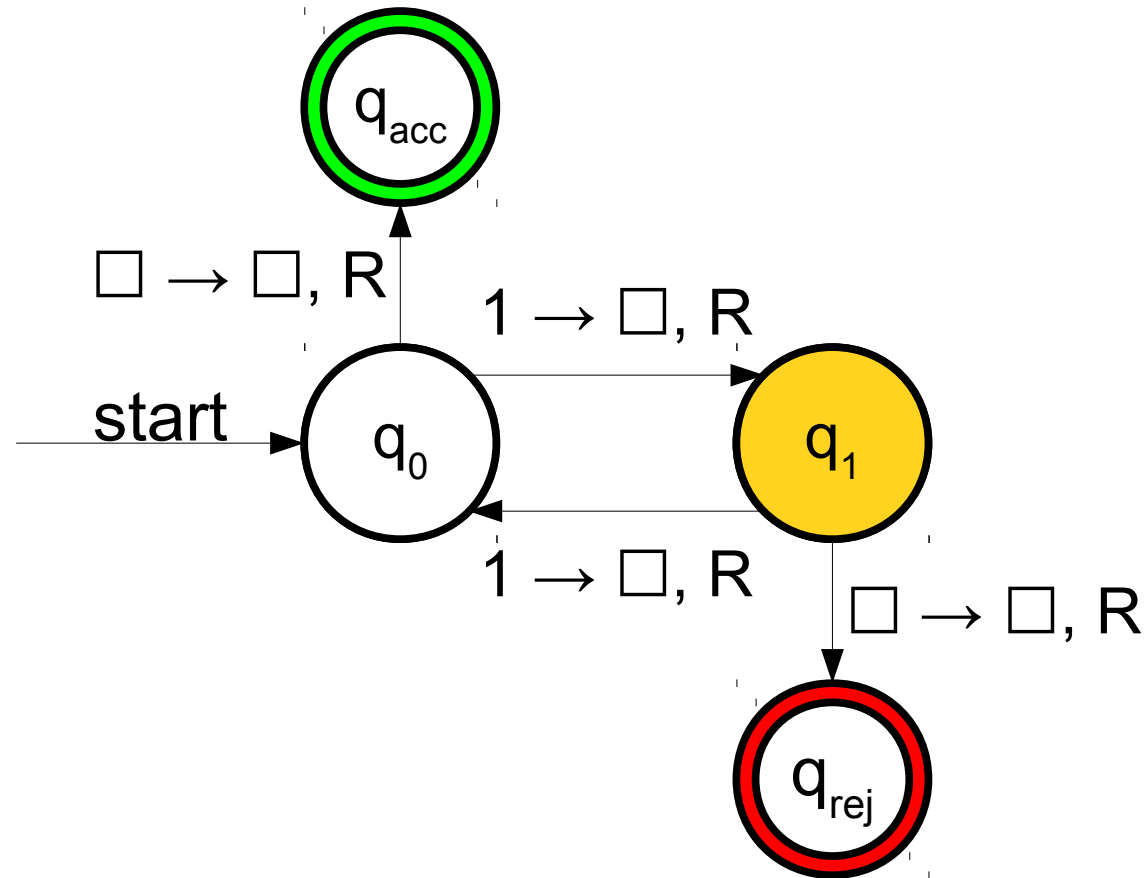 q_acc
□ → □, R
1 → □, R
start
q_0
q_1
1 → □, R
□ → □, R
q_rej